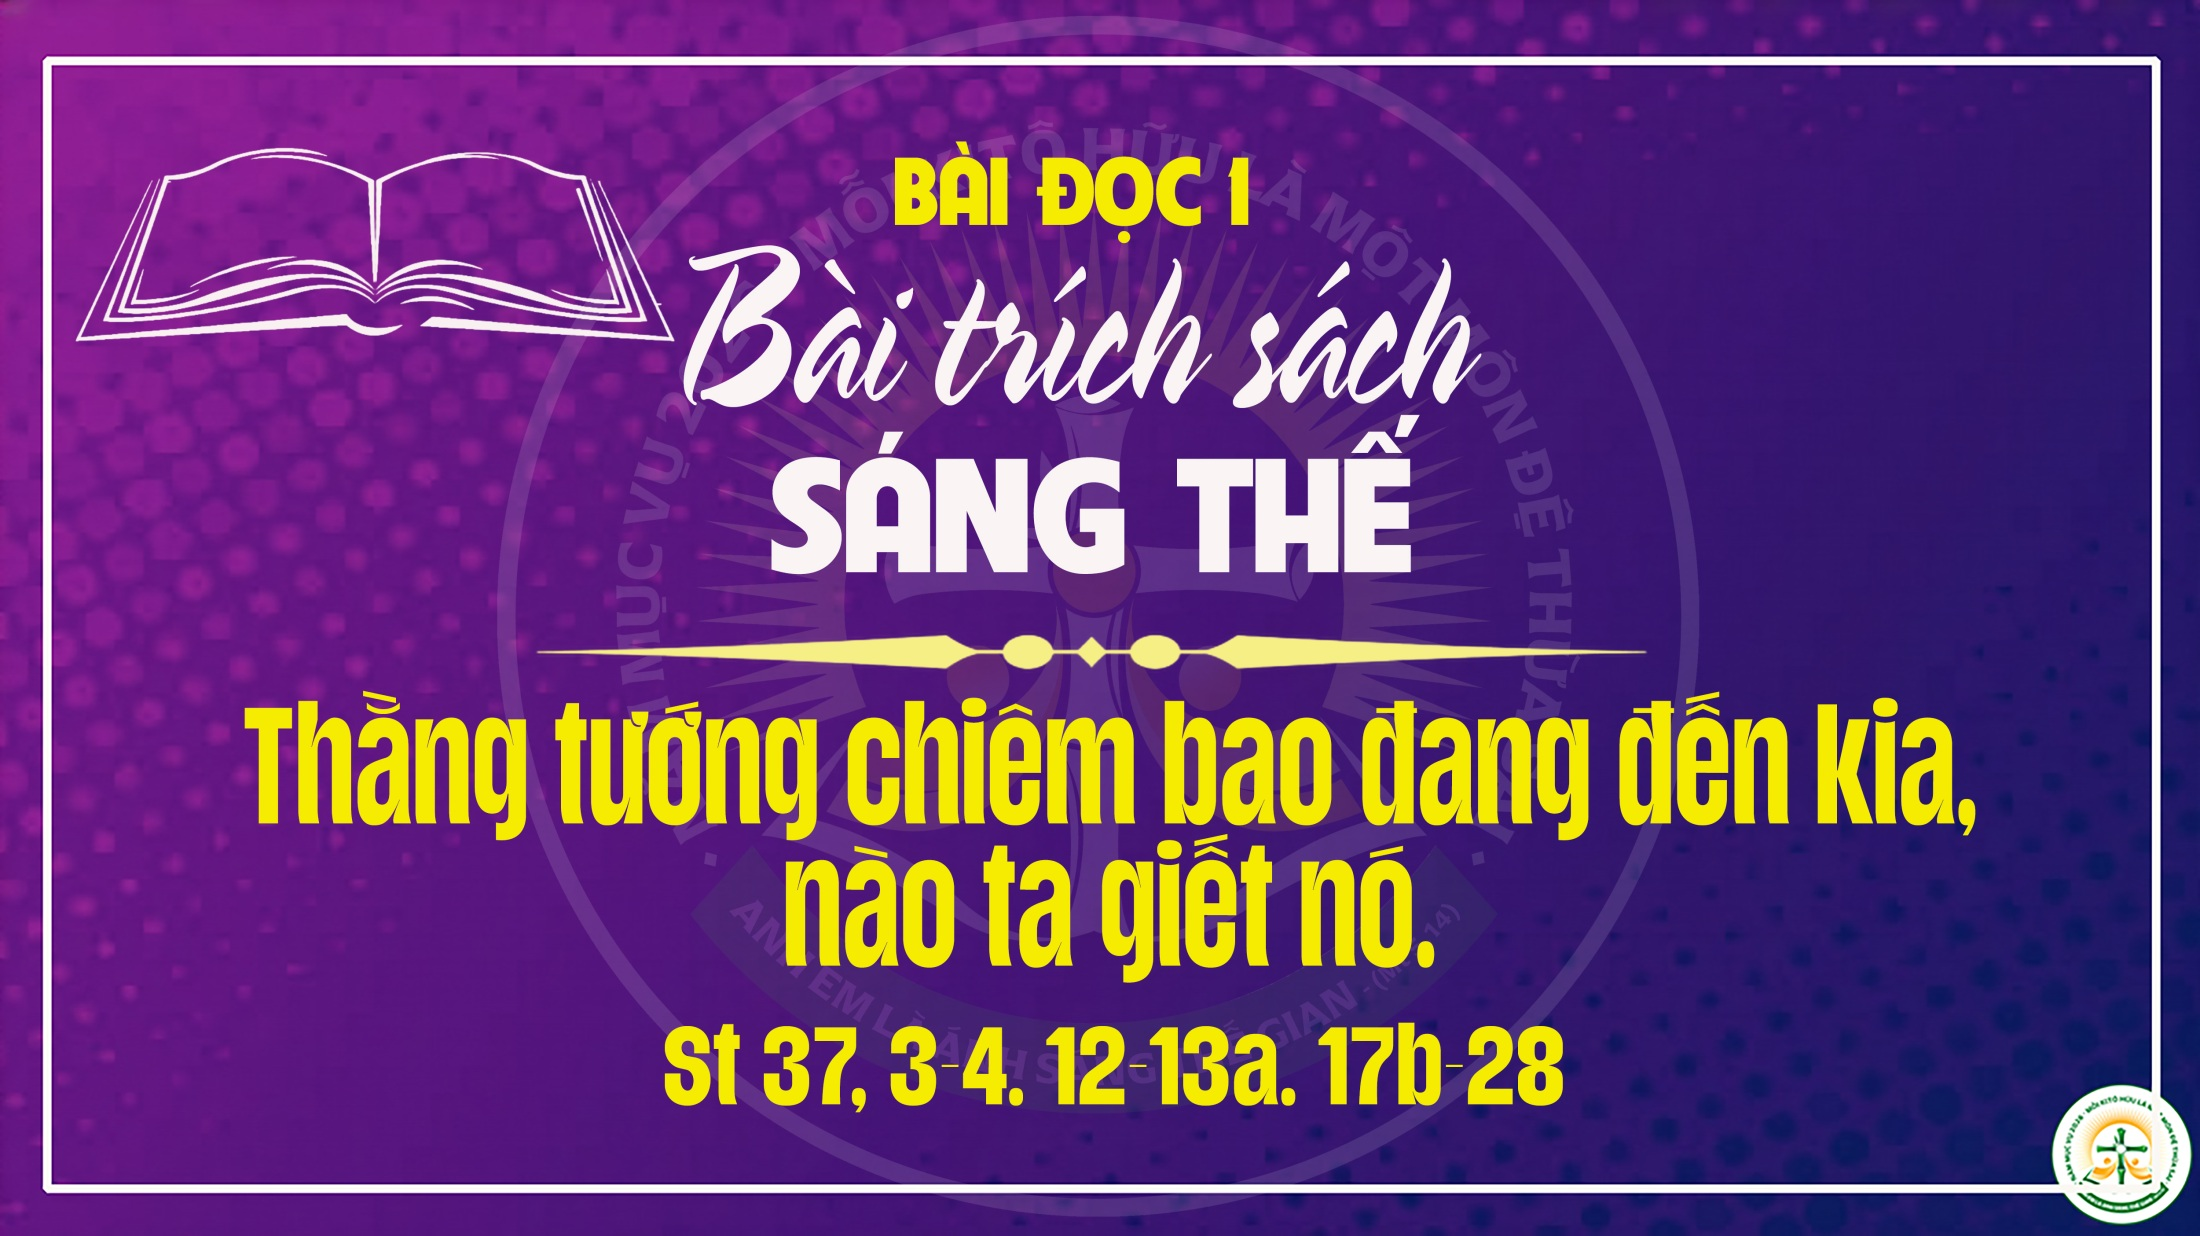 BÀI ĐỌC 1
Bài trích sách
SÁNG THẾ
Thằng tướng chiêm bao đang đến kia,
nào ta giết nó.
St 37, 3-4. 12-13a. 17b-28